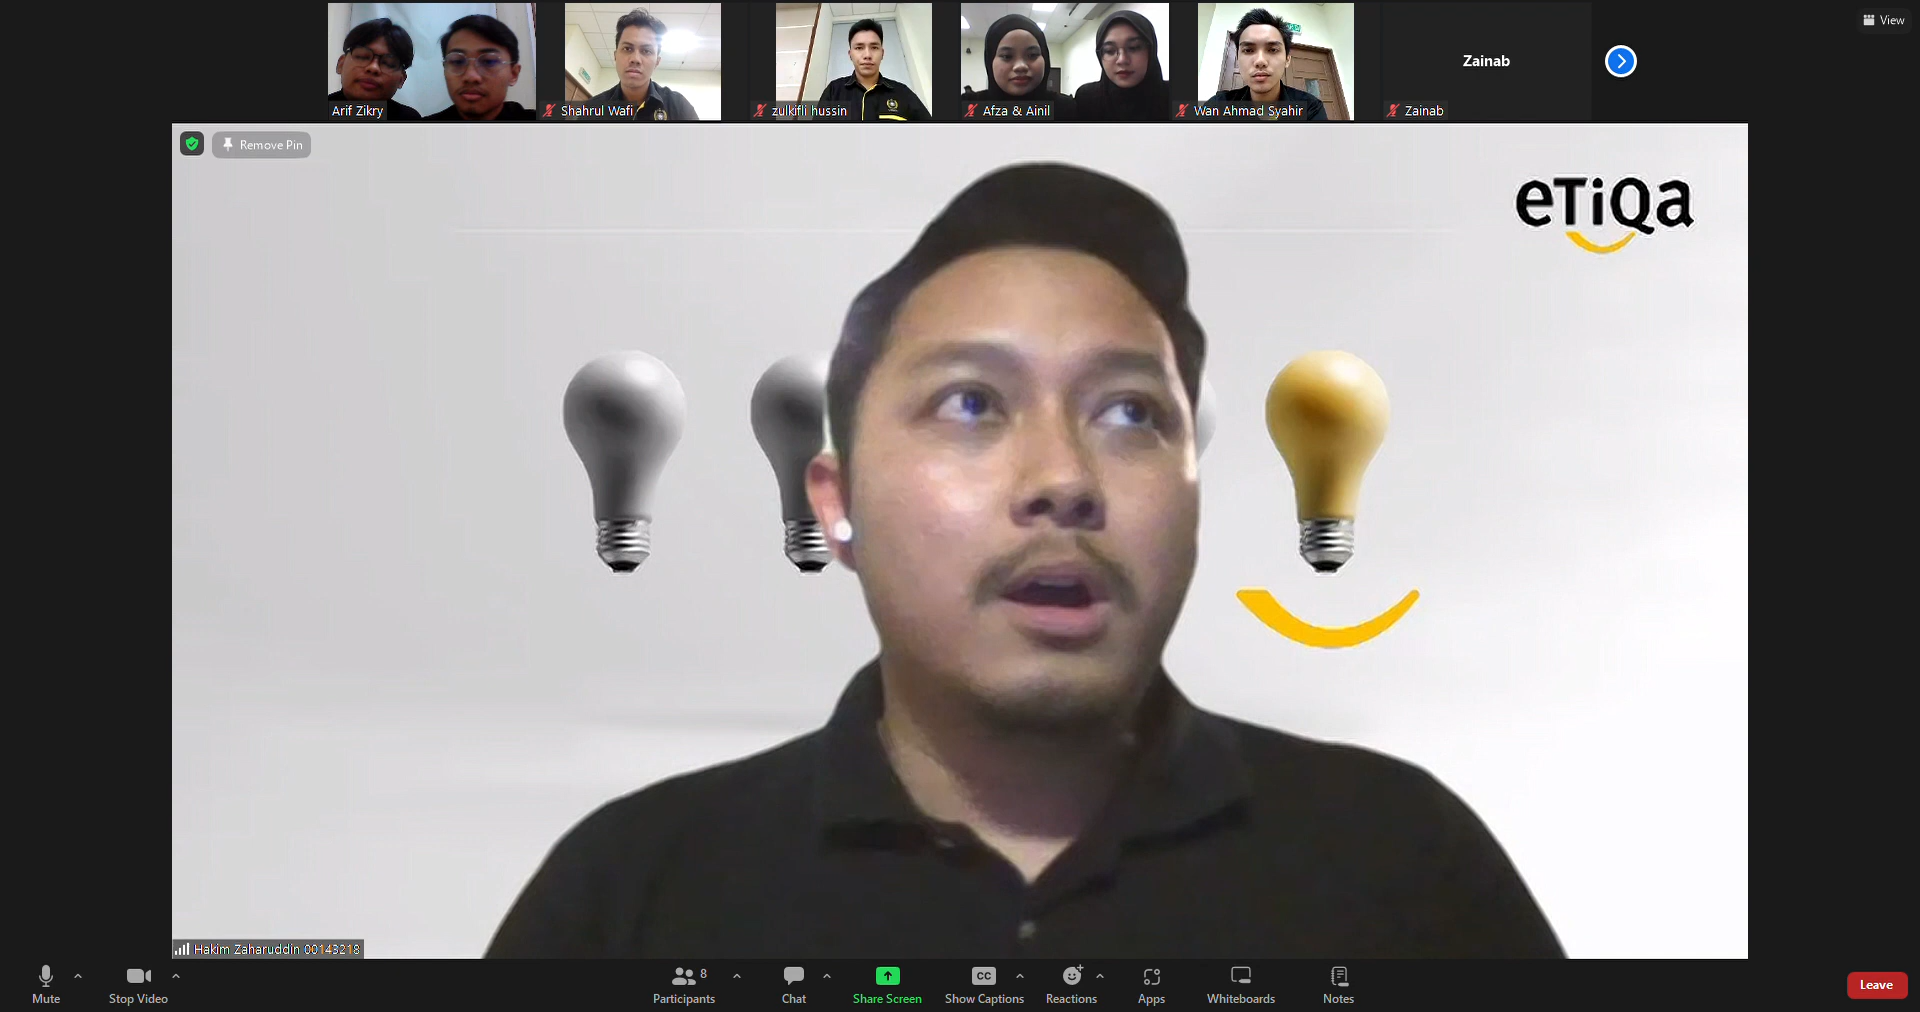 View
Zainab
Arif Zikry
Shahrul Wafi
zulkifli hussin
Afza & Ainil
Wan Ahmad Syahir
Zainab
Remove Pin
eTiQa
Hakim Zaharuddin 00143218
8
CC
Mute
Stop Video
Participants
Chat
Share Screen
Show Captions
Reactions
Apps
Whiteboards
Notes
Leave